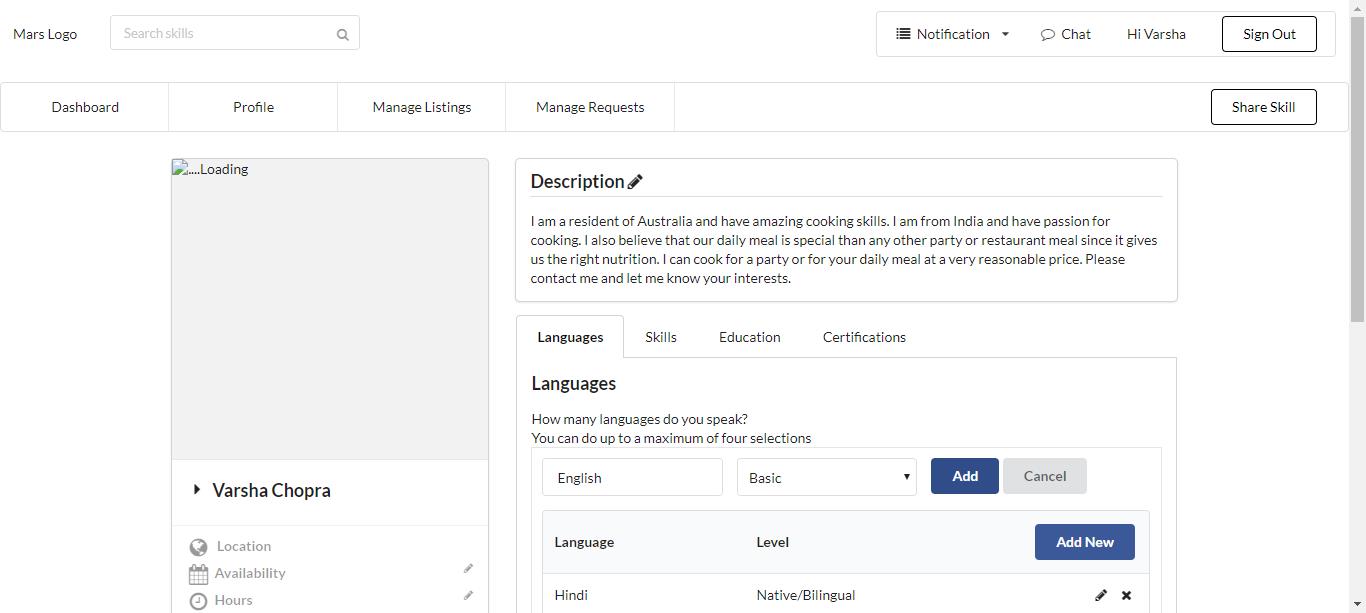 Mars Logo
Search skills
Notification
Chat
Hi Varsha
Sign Out
Dashboard
Profile
Manage Listings
Manage Requests
Share Skill
....Loading
Varsha Chopra
Location
Availability
Hours
Description
I am a resident of Australia and have amazing cooking skills. I am from India and have passion for
cooking. I also believe that our daily meal is special than any other party or restaurant meal since it gives
us the right nutrition. I can cook for a party or for your daily meal at a very reasonable price. Please
contact me and let me know your interests.
Languages
Skills
Education
Certifications
Languages
How many languages do you speak?
You can do up to a maximum of four selections
English
Basic
Add
Cancel
Language
Level
Add New
Hindi
Native/Bilingual